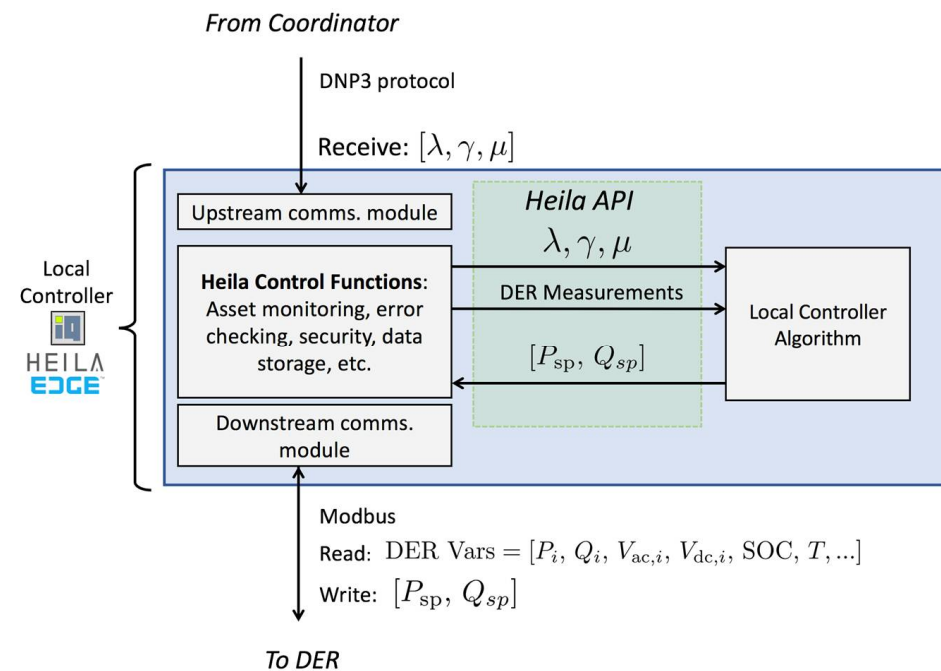 From Coordinator
DNP3 protocol
Receive: [λ, γ, μ]
Upstream comms. module
Heila API
λ, γ, μ
Heila Control Functions:
Asset monitoring, error
checking, security, data
storage, etc.
DER Measurements
[P_sp, Q_sp]
Local Controller
Algorithm
Local
Controller
iq
HEILA
EDGE™
Downstream comms.
module
Modbus
Read: DER Vars = [P_i, Q_i, V_ac,i, V_dc,i, SOC, T, ...]
Write: [P_sp, Q_sp]
To DER